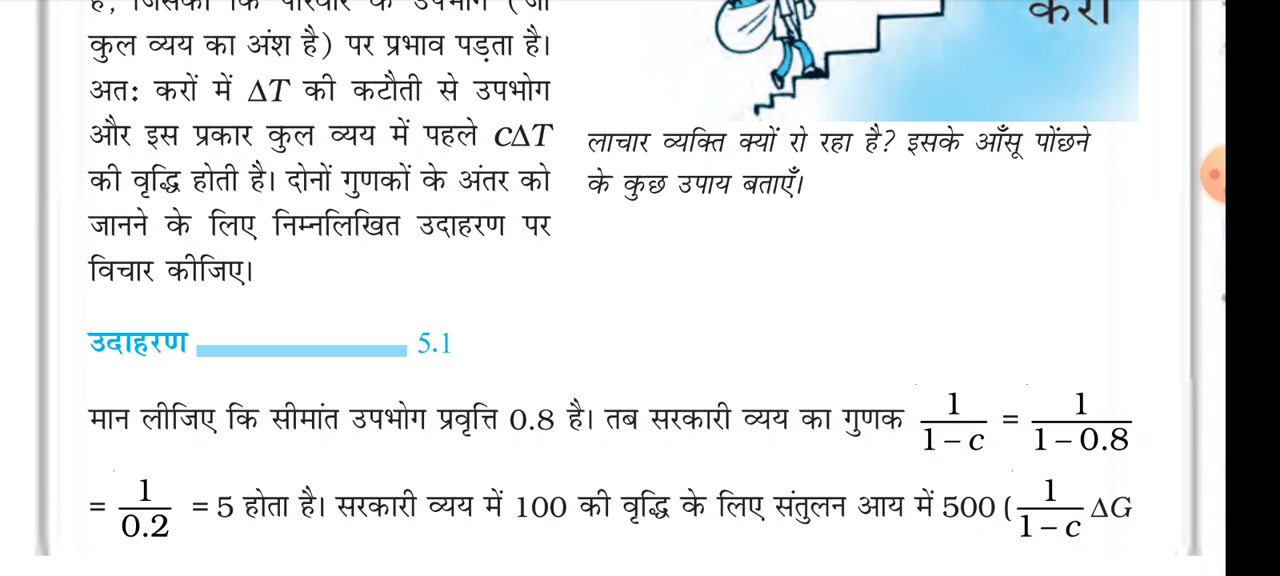 है, जिसका कि परिवार के उपभोग (जो
कुल व्यय का अंश है) पर प्रभाव पड़ता है।
अतः करों में ΔT की कटौती से उपभोग
और इस प्रकार कुल व्यय में पहले cΔT
की वृद्धि होती है। दोनों गुणकों के अंतर को
जानने के लिए निम्नलिखित उदाहरण पर
विचार कीजिए।
करों
लाचार व्यक्ति क्यों रो रहा है? इसके आँसू पोंछने
के कुछ उपाय बताएँ।
उदाहरण 5.1
मान लीजिए कि सीमांत उपभोग प्रवृत्ति 0.8 है। तब सरकारी व्यय का गुणक 1/(1 – c) = 1/(1 – 0.8)
= 1/0.2 = 5 होता है। सरकारी व्यय में 100 की वृद्धि के लिए संतुलन आय में 500 (1/(1 – c) ΔG